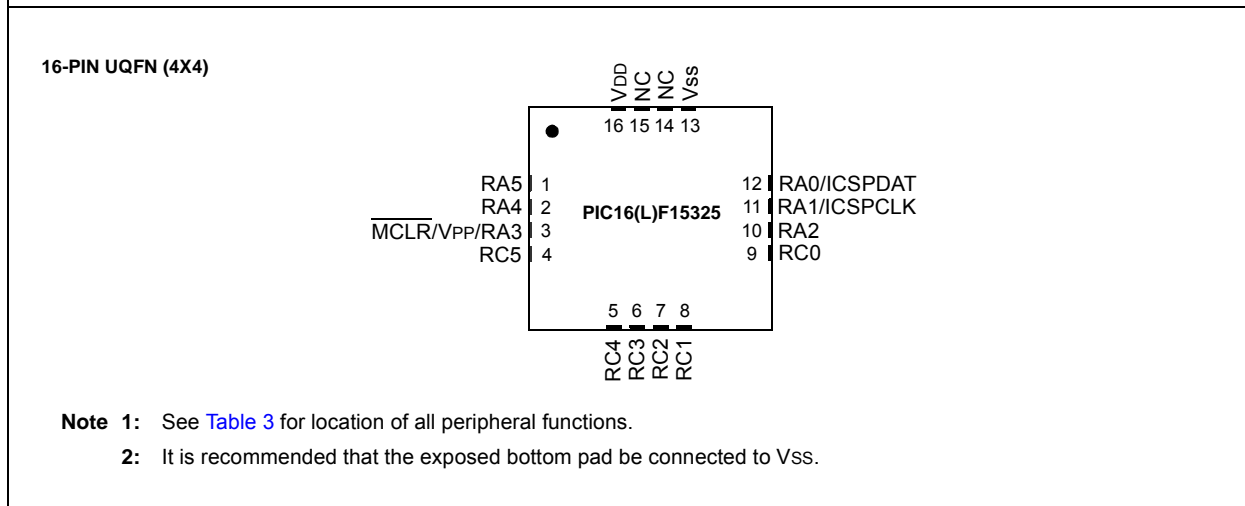 16-PIN UQFN (4X4)
VDD
NC
NC
Vss
16 15 14 13
RA5 1
RA4 2
MCLR/VPP/RA3 3
RC5 4
PIC16(L)F15325
12 RA0/ICSPDAT
11 RA1/ICSPCLK
10 RA2
9 RC0
5 6 7 8
RC4
RC3
RC2
RC1
Note 1: See Table 3 for location of all peripheral functions.
2: It is recommended that the exposed bottom pad be connected to VSS.